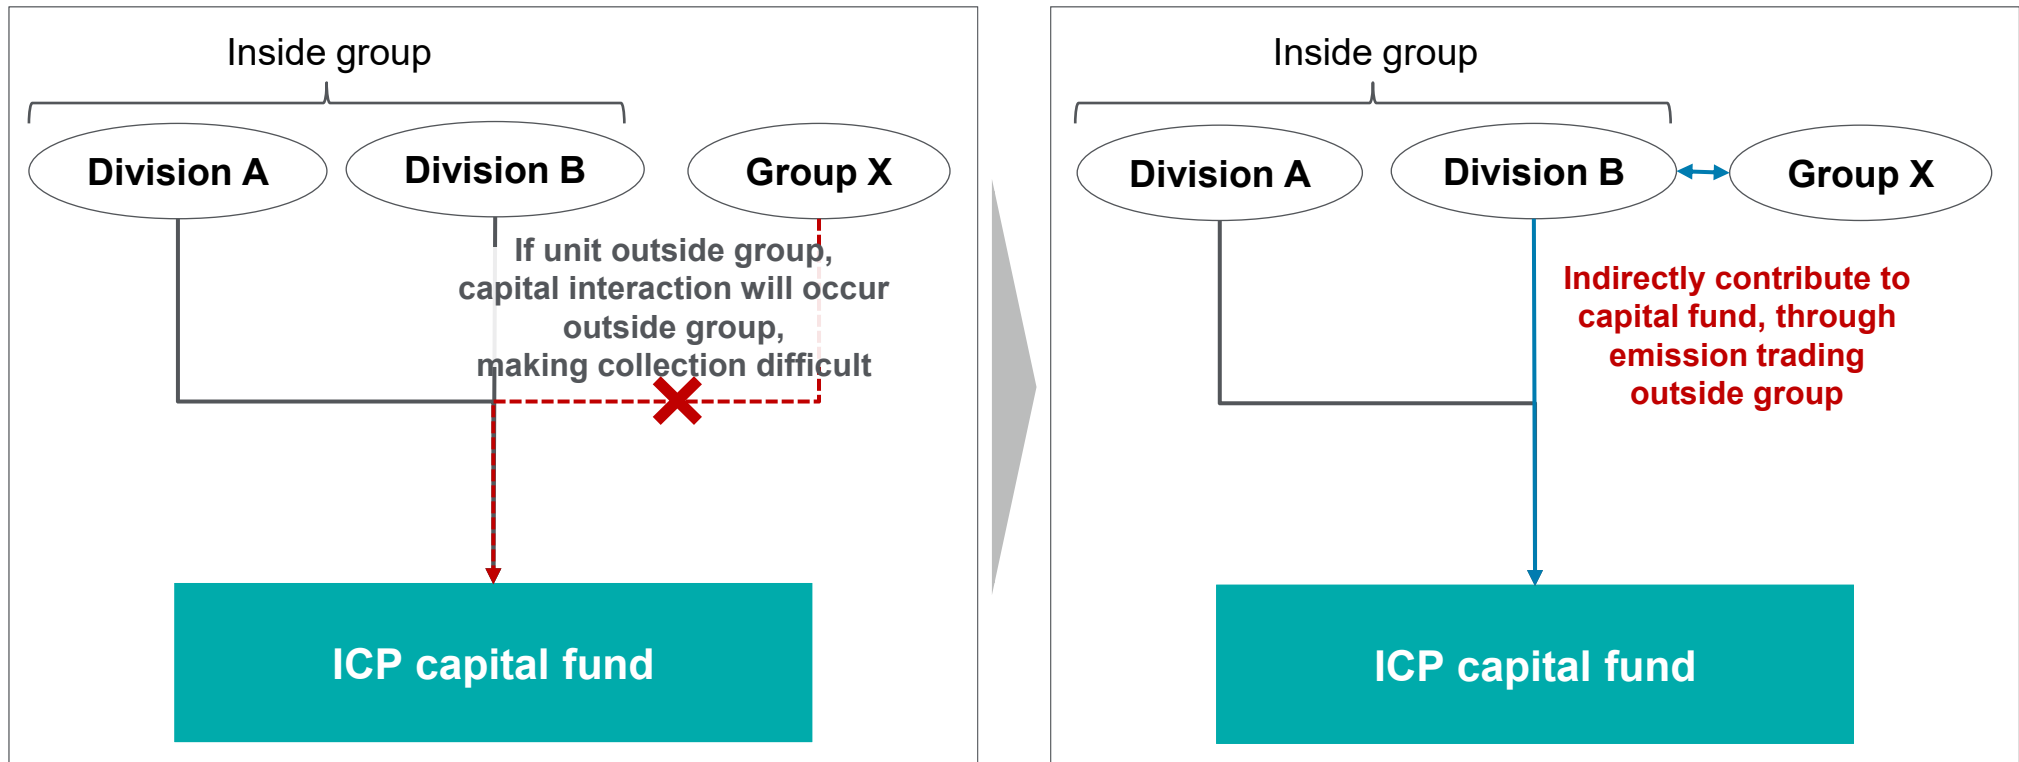 Inside group
Division A
Division B
Group X
If unit outside group,
capital interaction will occur
outside group,
making collection difficult
ICP capital fund
Inside group
Division A
Division B
Group X
Indirectly contribute to
capital fund, through
emission trading
outside group
ICP capital fund